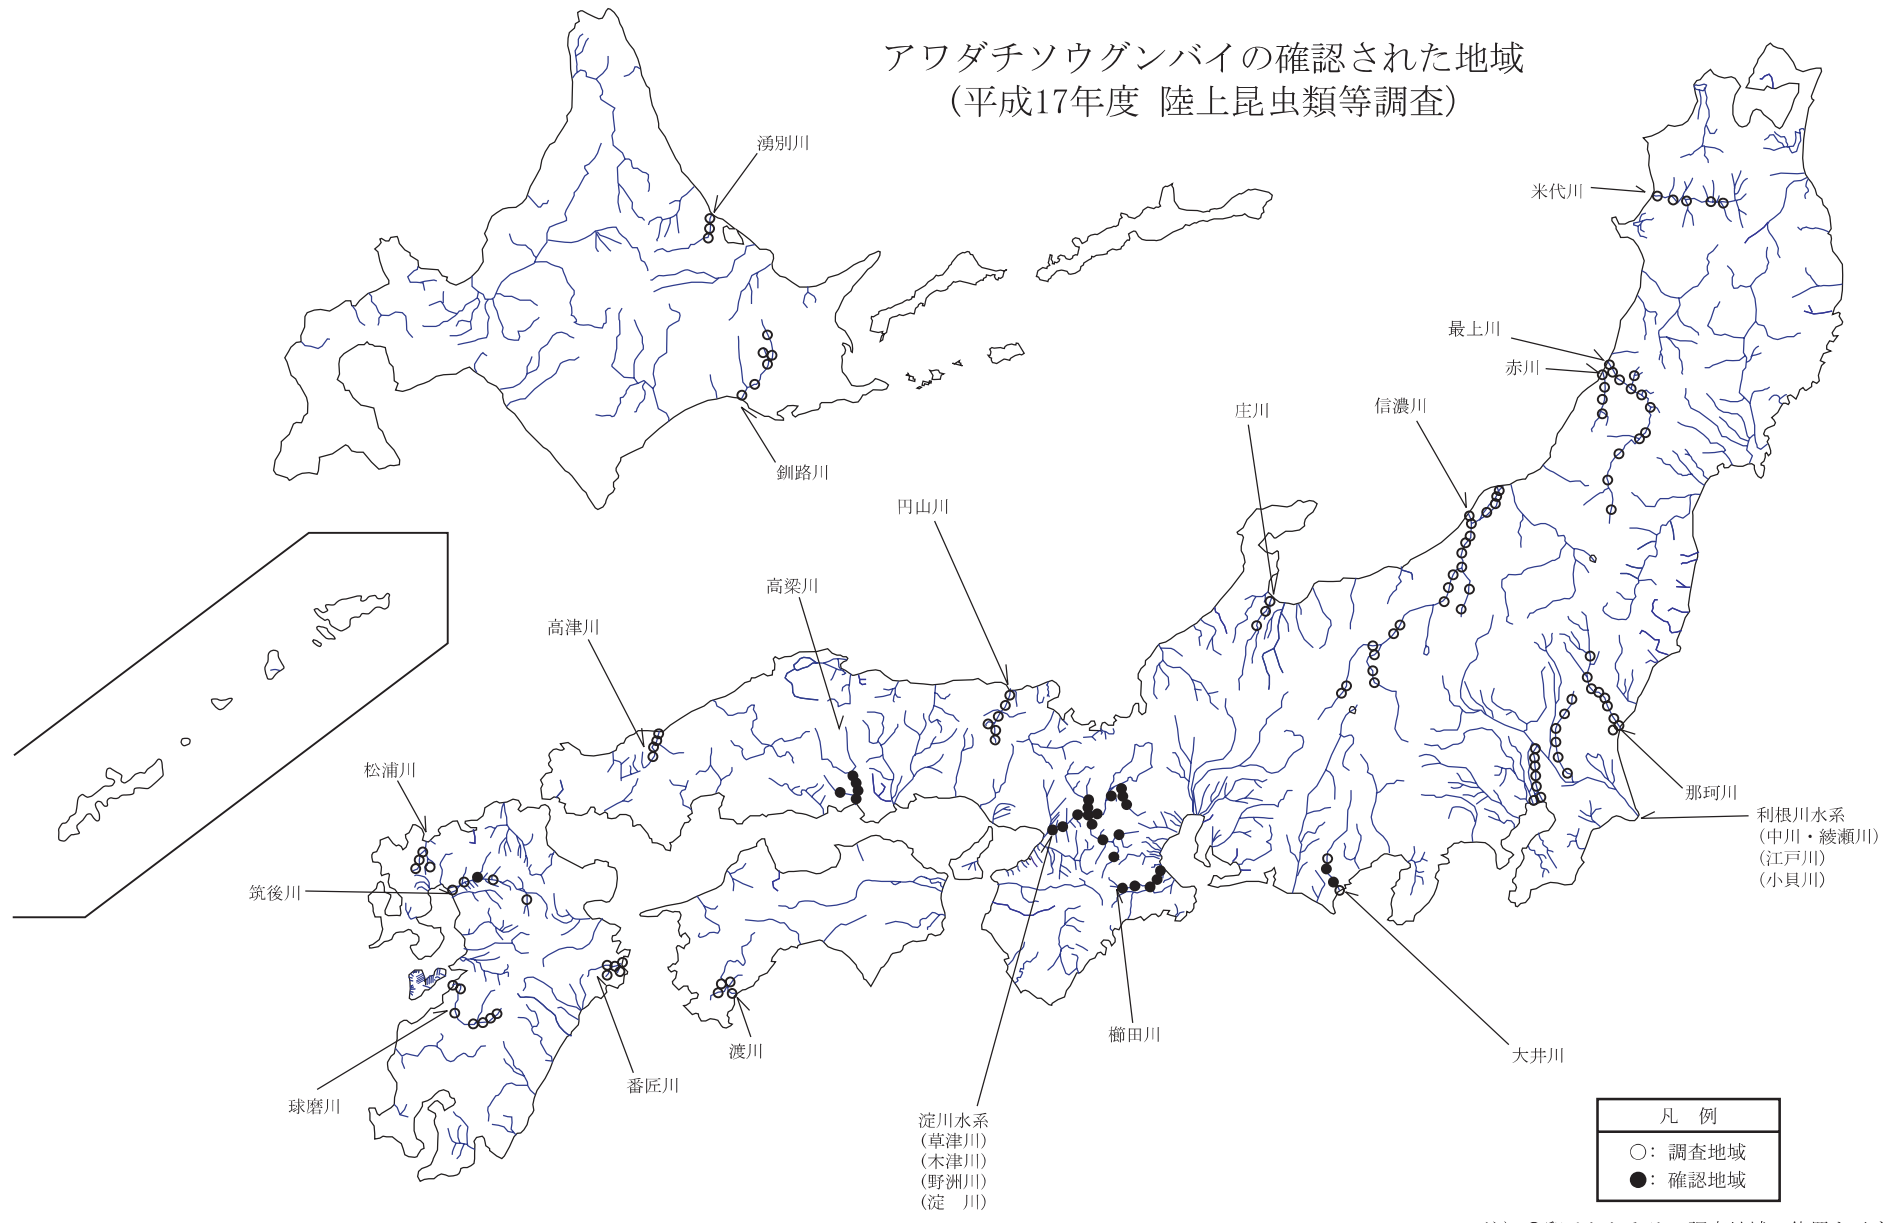 アワダチソウグンバイの確認された地域
（平成17年度 陸上昆虫類等調査）
湧別川
米代川
最上川
赤川
庄川
信濃川
釧路川
円山川
高梁川
高津川
松浦川
那珂川
利根川水系
（中川・綾瀬川）
（江戸川）
（小貝川）
筑後川
櫛田川
渡川
大井川
番匠川
球磨川
淀川水系
（草津川）
（木津川）
（野洲川）
（淀　川）
凡　例
○：調査地域
●：確認地域